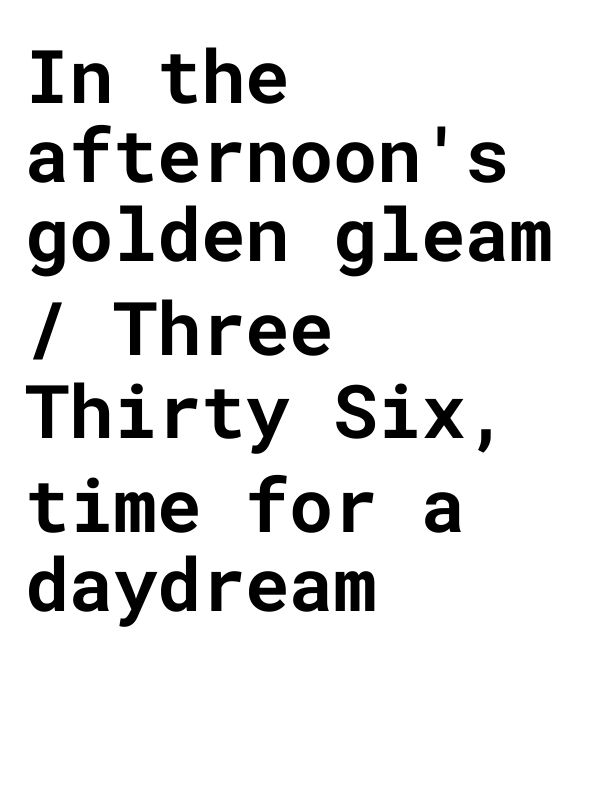 In the
afternoon's
golden gleam
/ Three
Thirty Six,
time for a
daydream